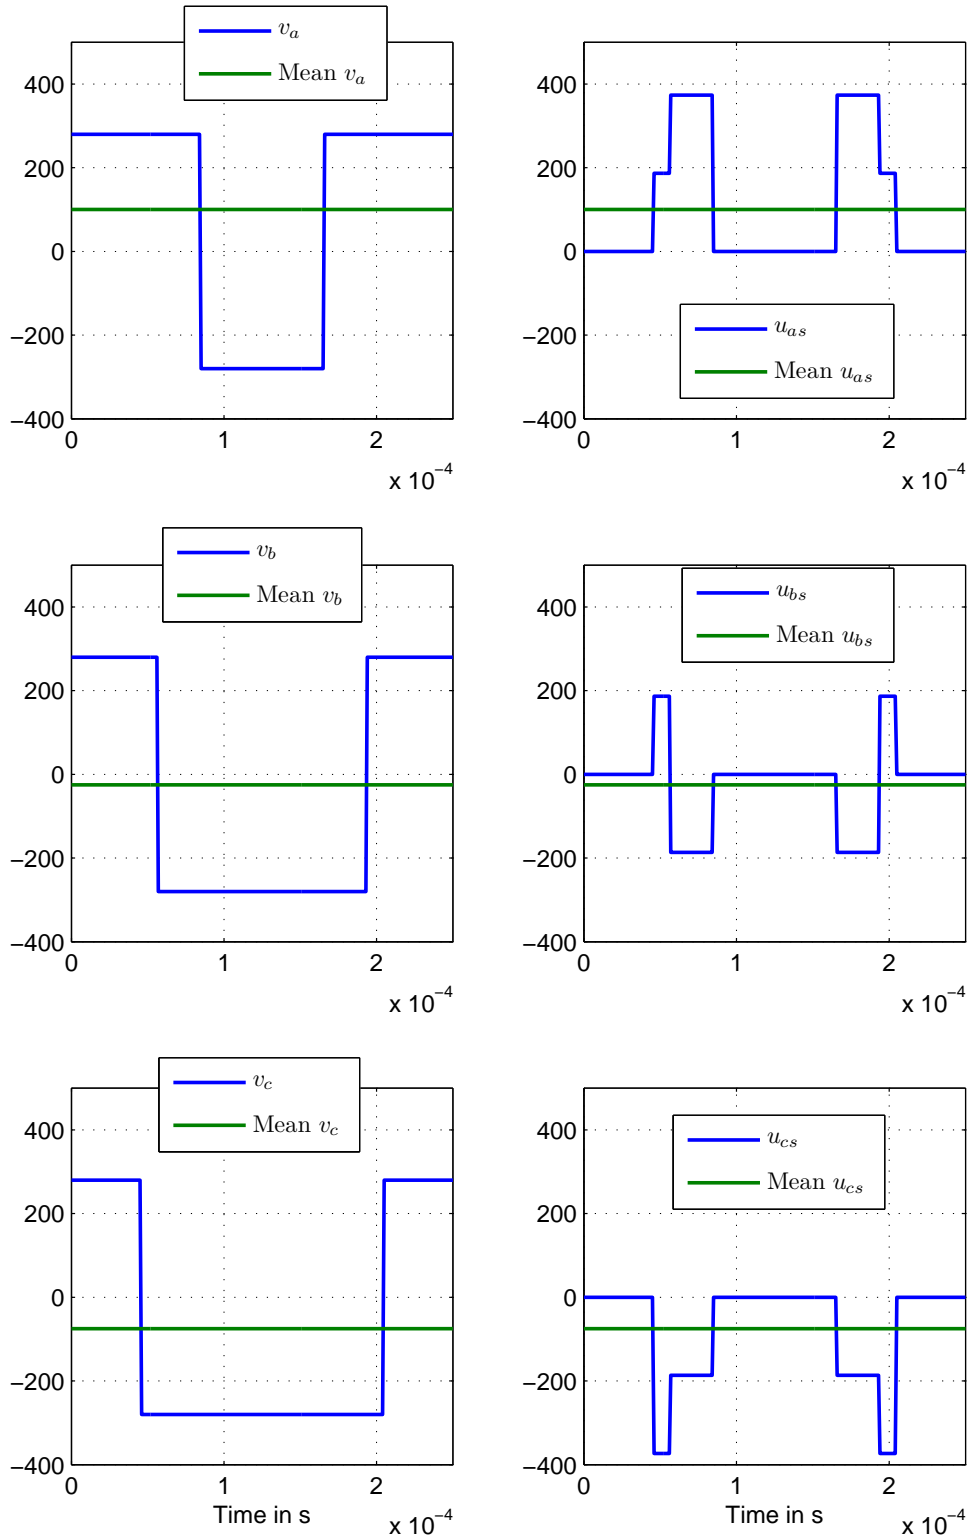 v_a
Mean v_a
400
200
0
−200
−400
0 1 2
x 10^−4
u_as
Mean u_as
400
200
0
−200
−400
0 1 2
x 10^−4
v_b
Mean v_b
400
200
0
−200
−400
0 1 2
x 10^−4
u_bs
Mean u_bs
400
200
0
−200
−400
0 1 2
x 10^−4
v_c
Mean v_c
400
200
0
−200
−400
0 1 2
Time in s
x 10^−4
u_cs
Mean u_cs
400
200
0
−200
−400
0 1 2
Time in s
x 10^−4